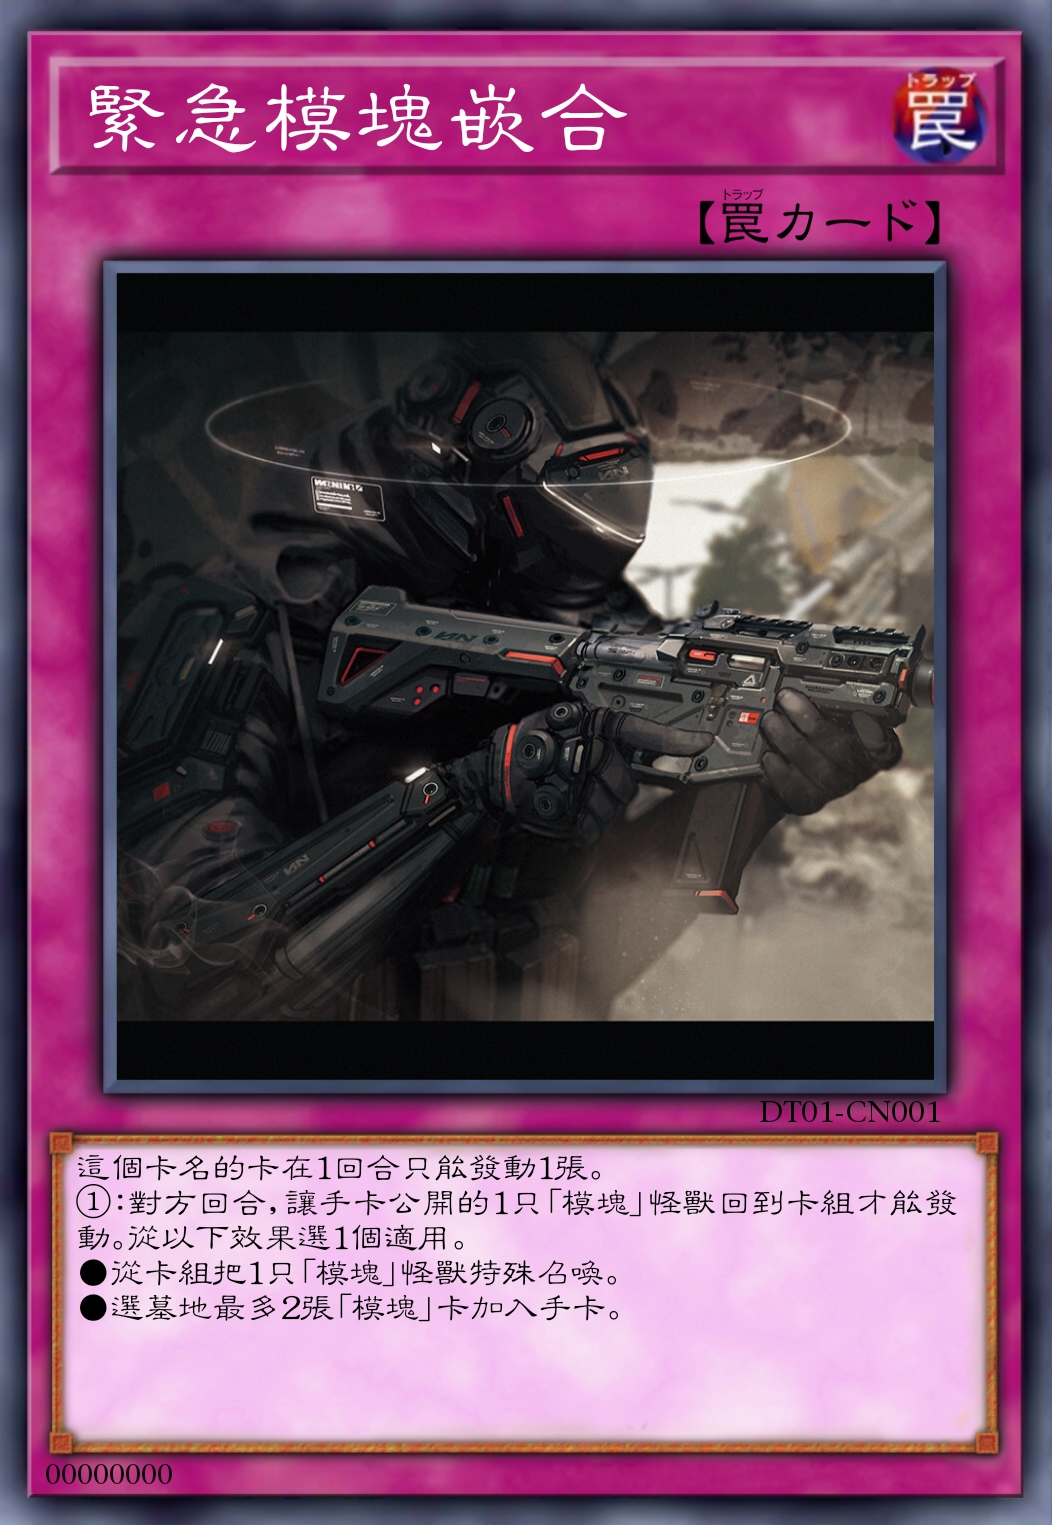 緊急模塊嵌合
トラップ
罠
トラップ
【罠カード】
WARNING
VN
DT01-CN001
這個卡名的卡在1回合只能發動1張。
①:對方回合,讓手卡公開的1只「模塊」怪獸回到卡組才能發
動。從以下效果選1個適用。
●從卡組把1只「模塊」怪獸特殊召喚。
●選墓地最多2張「模塊」卡加入手卡。
00000000